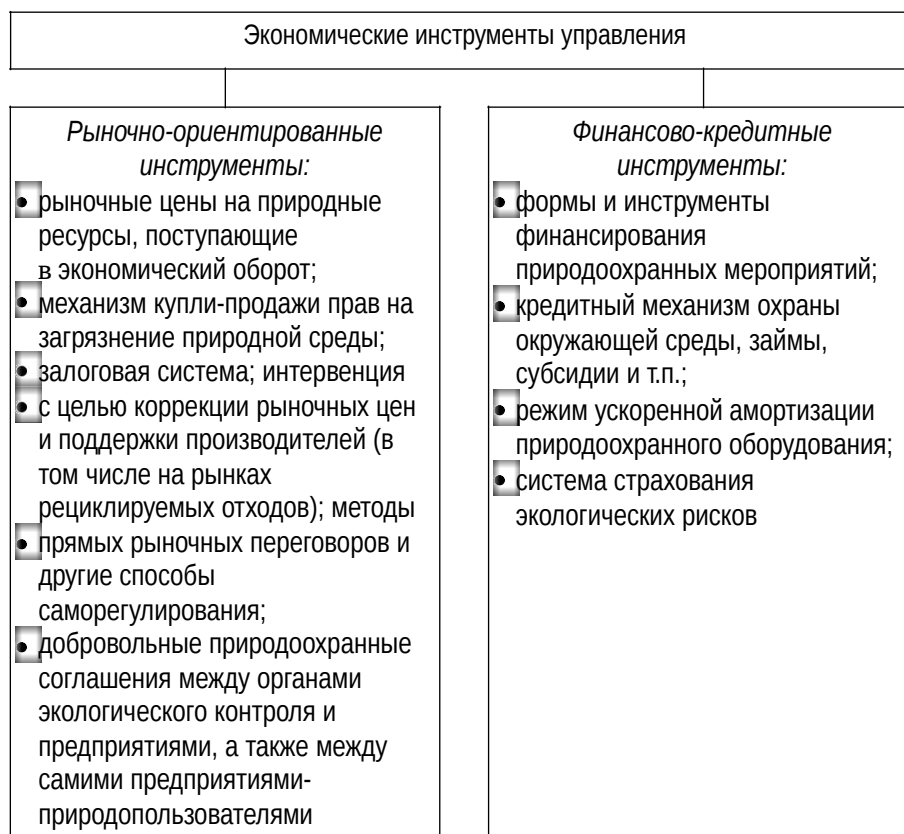 Экономические инструменты управления
Рыночно-ориентированные
инструменты:
• рыночные цены на природные
ресурсы, поступающие
в экономический оборот;
• механизм купли-продажи прав на
загрязнение природной среды;
• залоговая система; интервенция
• с целью коррекции рыночных цен
и поддержки производителей (в
том числе на рынках
рециклируемых отходов); методы
• прямых рыночных переговоров и
другие способы
саморегулирования;
• добровольные природоохранные
соглашения между органами
экологического контроля и
предприятиями, а также между
самими предприятиями-
природопользователями
Финансово-кредитные
инструменты:
• формы и инструменты
финансирования
природоохранных мероприятий;
• кредитный механизм охраны
окружающей среды, займы,
субсидии и т.п.;
• режим ускоренной амортизации
природоохранного оборудования;
• система страхования
экологических рисков